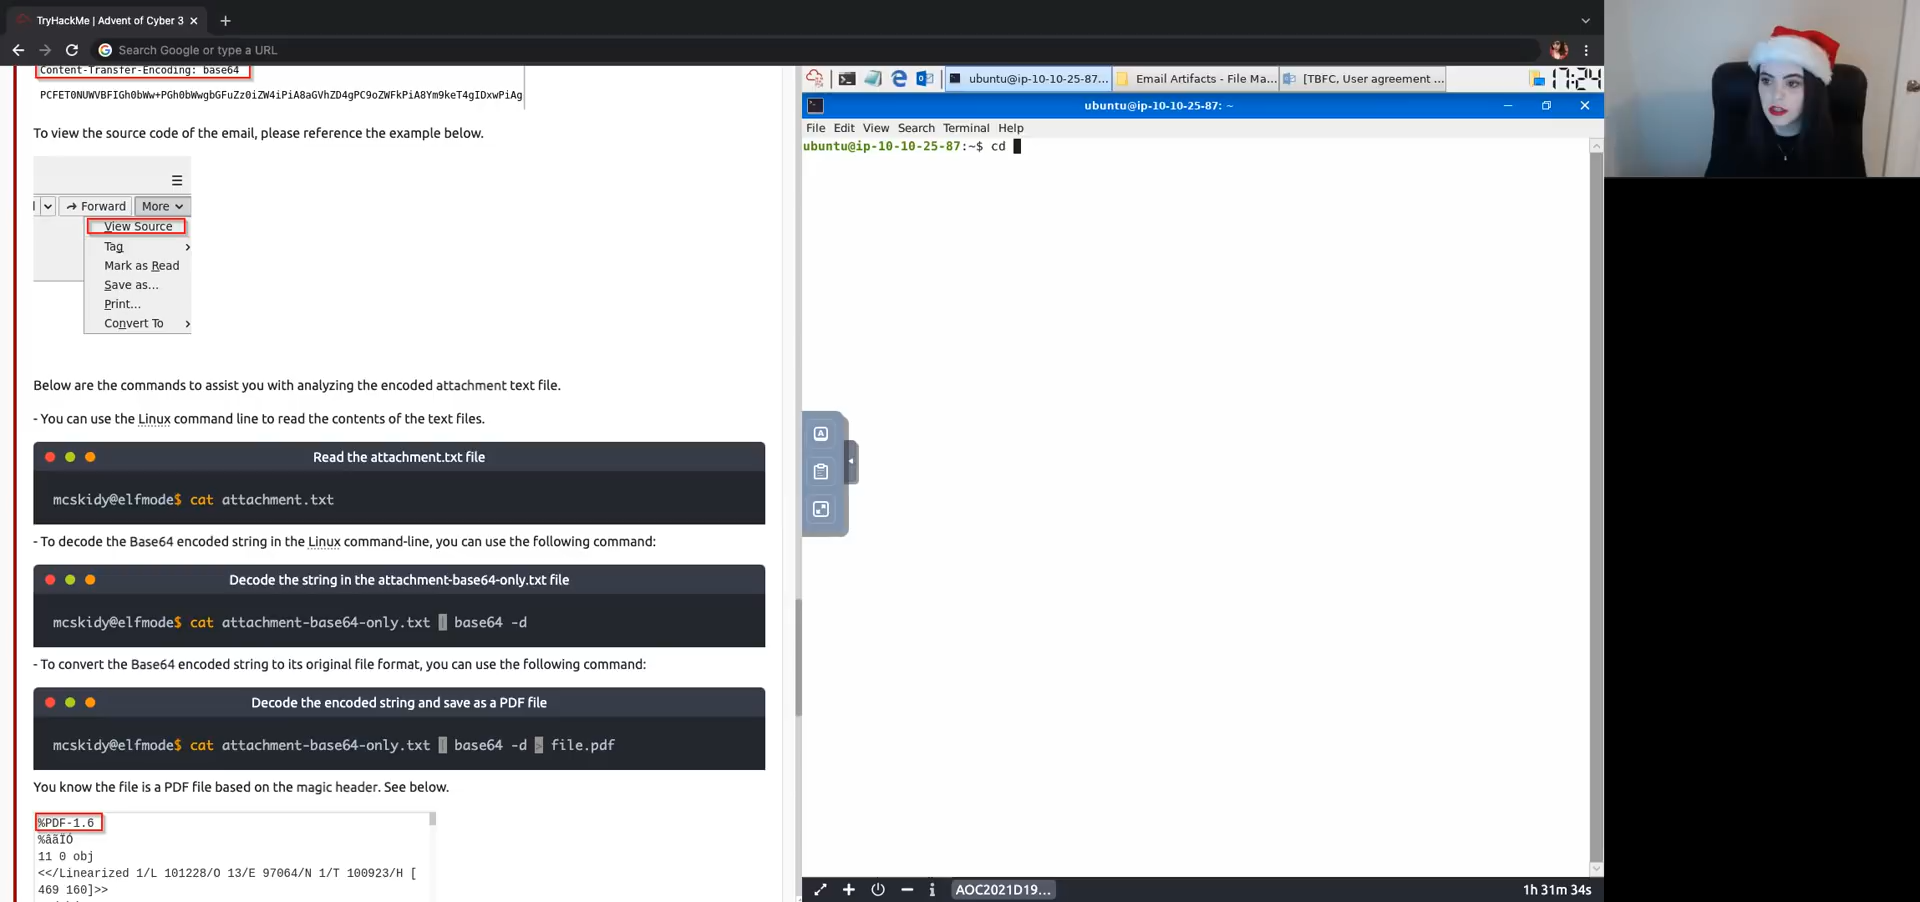 TryHackMe | Advent of Cyber 3
Search Google or type a URL
Content-Transfer-Encoding: base64
PCFET0NUWVBFIGh0bWw+PGh0bWwgbGFuZz0iZW4iPiA8aGVhZD4gPC9oZWFkPiA8Ym9keT4gIDxwPiAg
To view the source code of the email, please reference the example below.
Forward
More
View Source
Tag
Mark as Read
Save as...
Print...
Convert To
Below are the commands to assist you with analyzing the encoded attachment text file.
- You can use the Linux command line to read the contents of the text files.
Read the attachment.txt file
mcskidy@elfmode$ cat attachment.txt
- To decode the Base64 encoded string in the Linux command-line, you can use the following command:
Decode the string in the attachment-base64-only.txt file
mcskidy@elfmode$ cat attachment-base64-only.txt | base64 -d
- To convert the Base64 encoded string to its original file format, you can use the following command:
Decode the encoded string and save as a PDF file
mcskidy@elfmode$ cat attachment-base64-only.txt | base64 -d > file.pdf
You know the file is a PDF file based on the magic header. See below.
%PDF-1.6
%âãÏÓ
11 0 obj
<</Linearized 1/L 101228/O 13/E 97064/N 1/T 100923/H [
469 160]>>
ubuntu@ip-10-10-25-87...
Email Artifacts - File Ma...
[TBFC, User agreement ...
17:24
ubuntu@ip-10-10-25-87: ~
File Edit View Search Terminal Help
ubuntu@ip-10-10-25-87:~$ cd
AOC2021D19...
1h 31m 34s